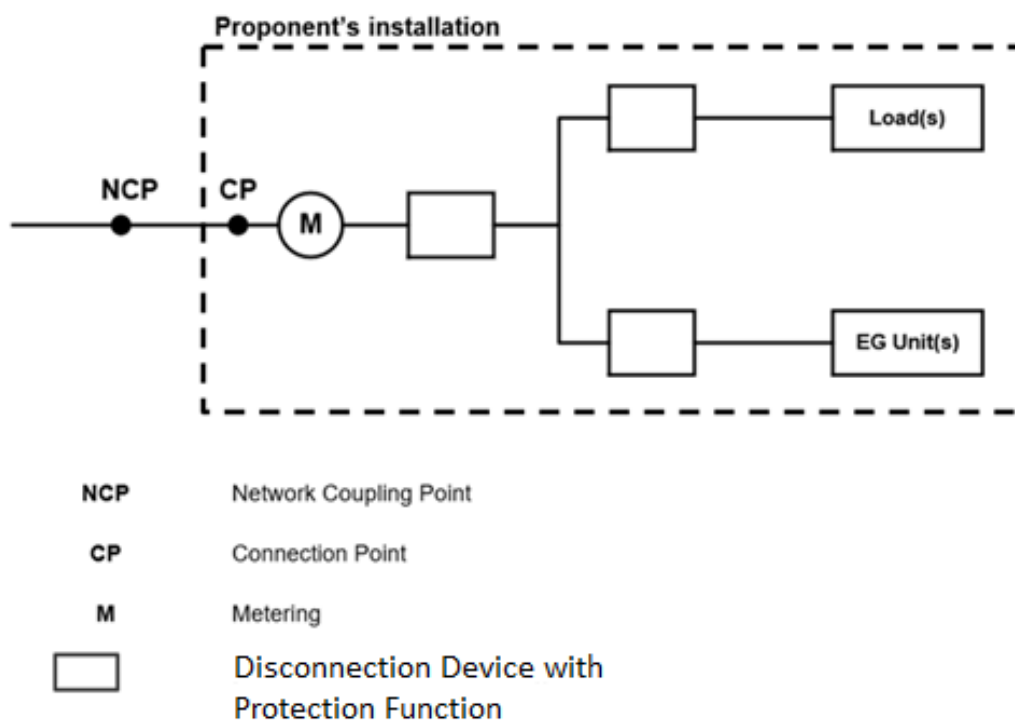 Proponent's installation
Load(s)
NCP
CP
M
EG Unit(s)
NCP Network Coupling Point
CP Connection Point
M Metering
Disconnection Device with
Protection Function